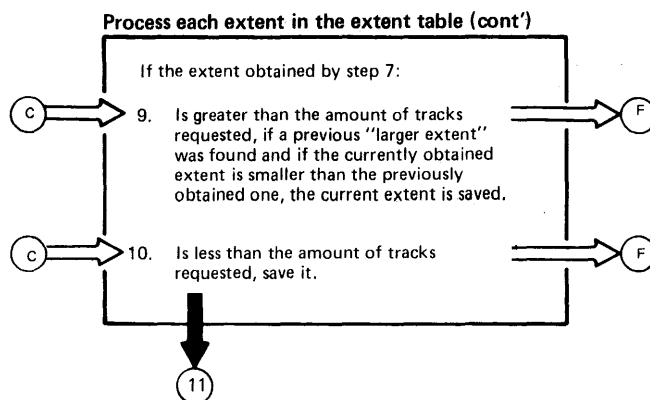 Process each extent in the extent table (cont')
If the extent obtained by step 7:
C
9. Is greater than the amount of tracks
requested, if a previous "larger extent"
was found and if the currently obtained
extent is smaller than the previously
obtained one, the current extent is saved.
F
C
10. Is less than the amount of tracks
requested, save it.
F
11